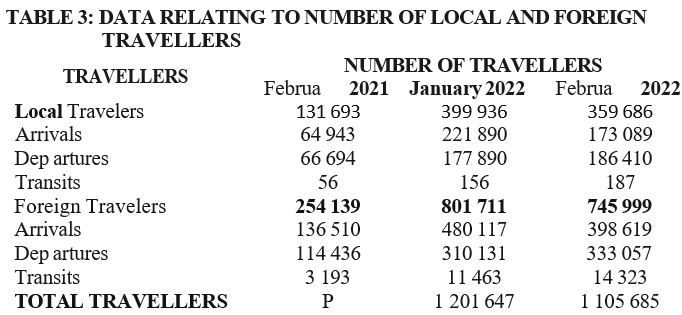 TABLE 3: DATA RELATING TO NUMBER OF LOCAL AND FOREIGN
TRAVELLERS
TRAVELLERS NUMBER OF TRAVELLERS
Februa 2021 January 2022 Februa 2022
Local Travelers 131 693 399 936 359 686
Arrivals 64 943 221 890 173 089
Dep artures 66 694 177 890 186 410
Transits 56 156 187
Foreign Travelers 254 139 801 711 745 999
Arrivals 136 510 480 117 398 619
Dep artures 114 436 310 131 333 057
Transits 3 193 11 463 14 323
TOTAL TRAVELLERS P 1 201 647 1 105 685